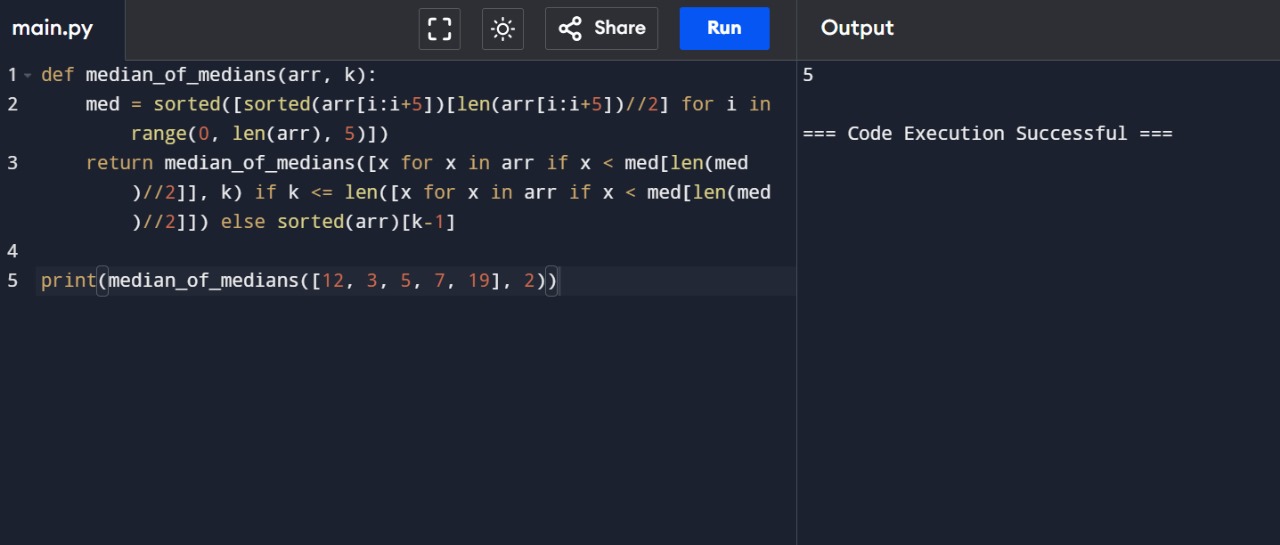 main.py
Share
Run
Output
1 def median_of_medians(arr, k):
2 med = sorted([sorted(arr[i:i+5])[len(arr[i:i+5])//2] for i in
range(0, len(arr), 5)])
3 return median_of_medians([x for x in arr if x < med[len(med
)//2]], k) if k <= len([x for x in arr if x < med[len(med
)//2]]) else sorted(arr)[k-1]
4
5 print(median_of_medians([12, 3, 5, 7, 19], 2))
5
=== Code Execution Successful ===